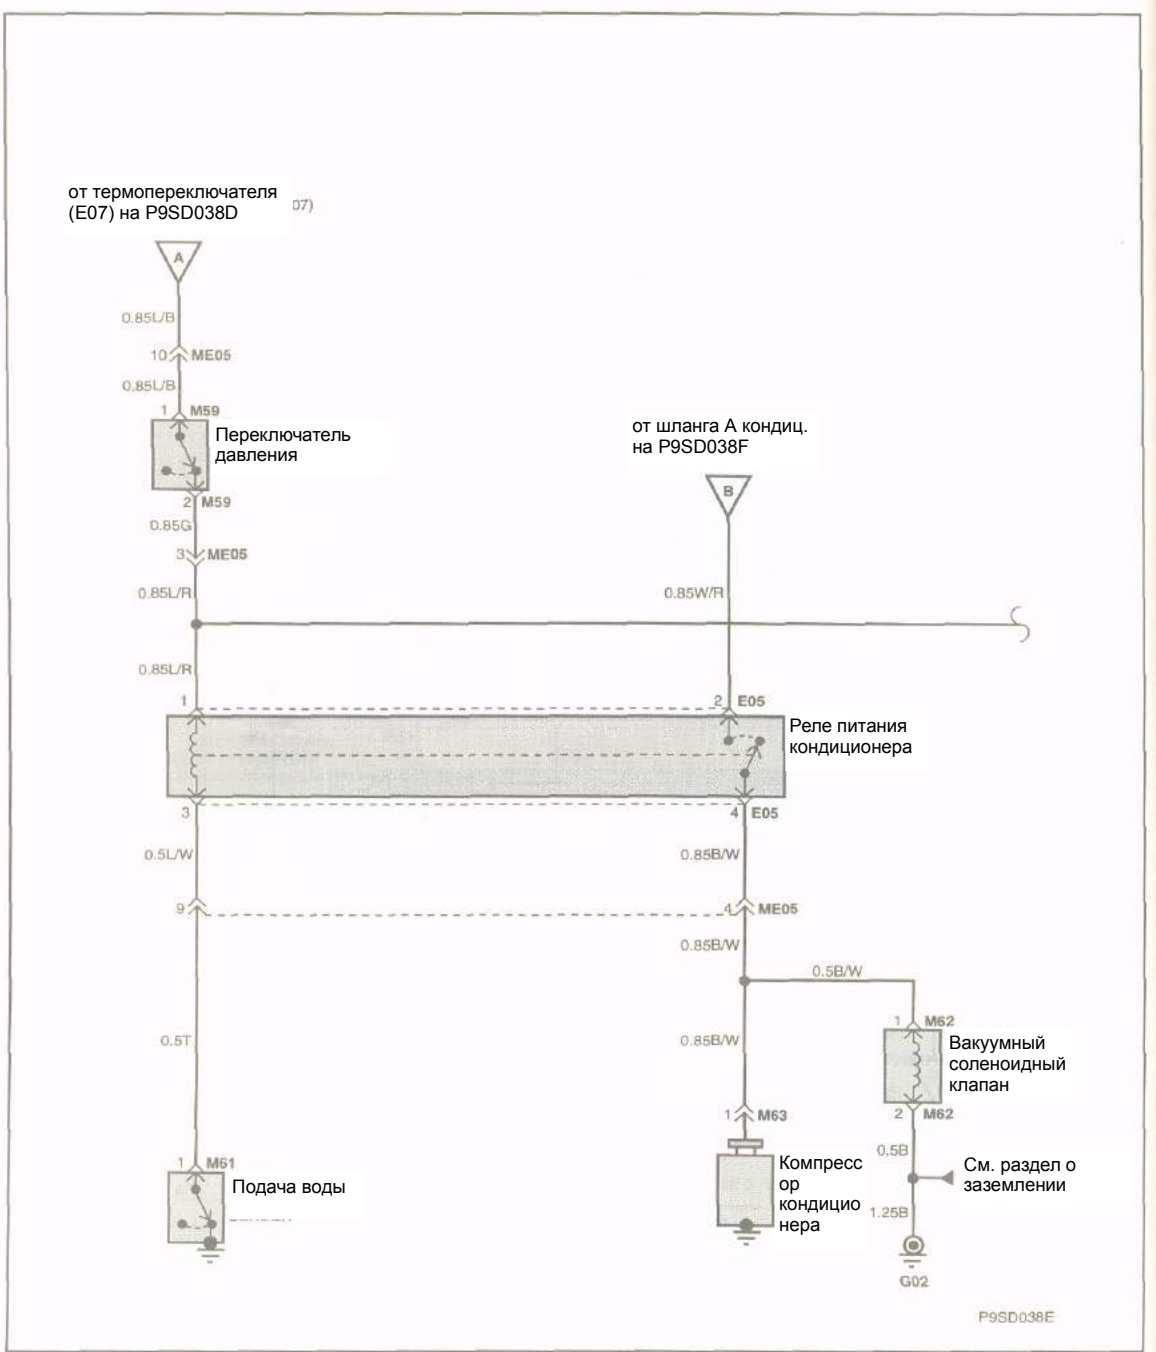 от термопереключателя
(E07) на P9SD038D
07)
A
0.85L/B
10 ME05
0.85L/B
1 M59
Переключатель
давления
2 M59
0.85G
3 ME05
0.85L/R
от шланга А кондиц.
на P9SD038F
B
0.85W/R
0.85L/R
1
2 E05
Реле питания
кондиционера
3
4 E05
0.5L/W
0.85B/W
9
4 ME05
0.85B/W
0.5B/W
0.5T
0.85B/W
1 M62
Вакуумный
соленоидный
клапан
2 M62
1 M63
0.5B
См. раздел о
заземлении
1.25B
G02
1 M61
Подача воды
Компресс
ор
кондицио
нера
P9SD038E